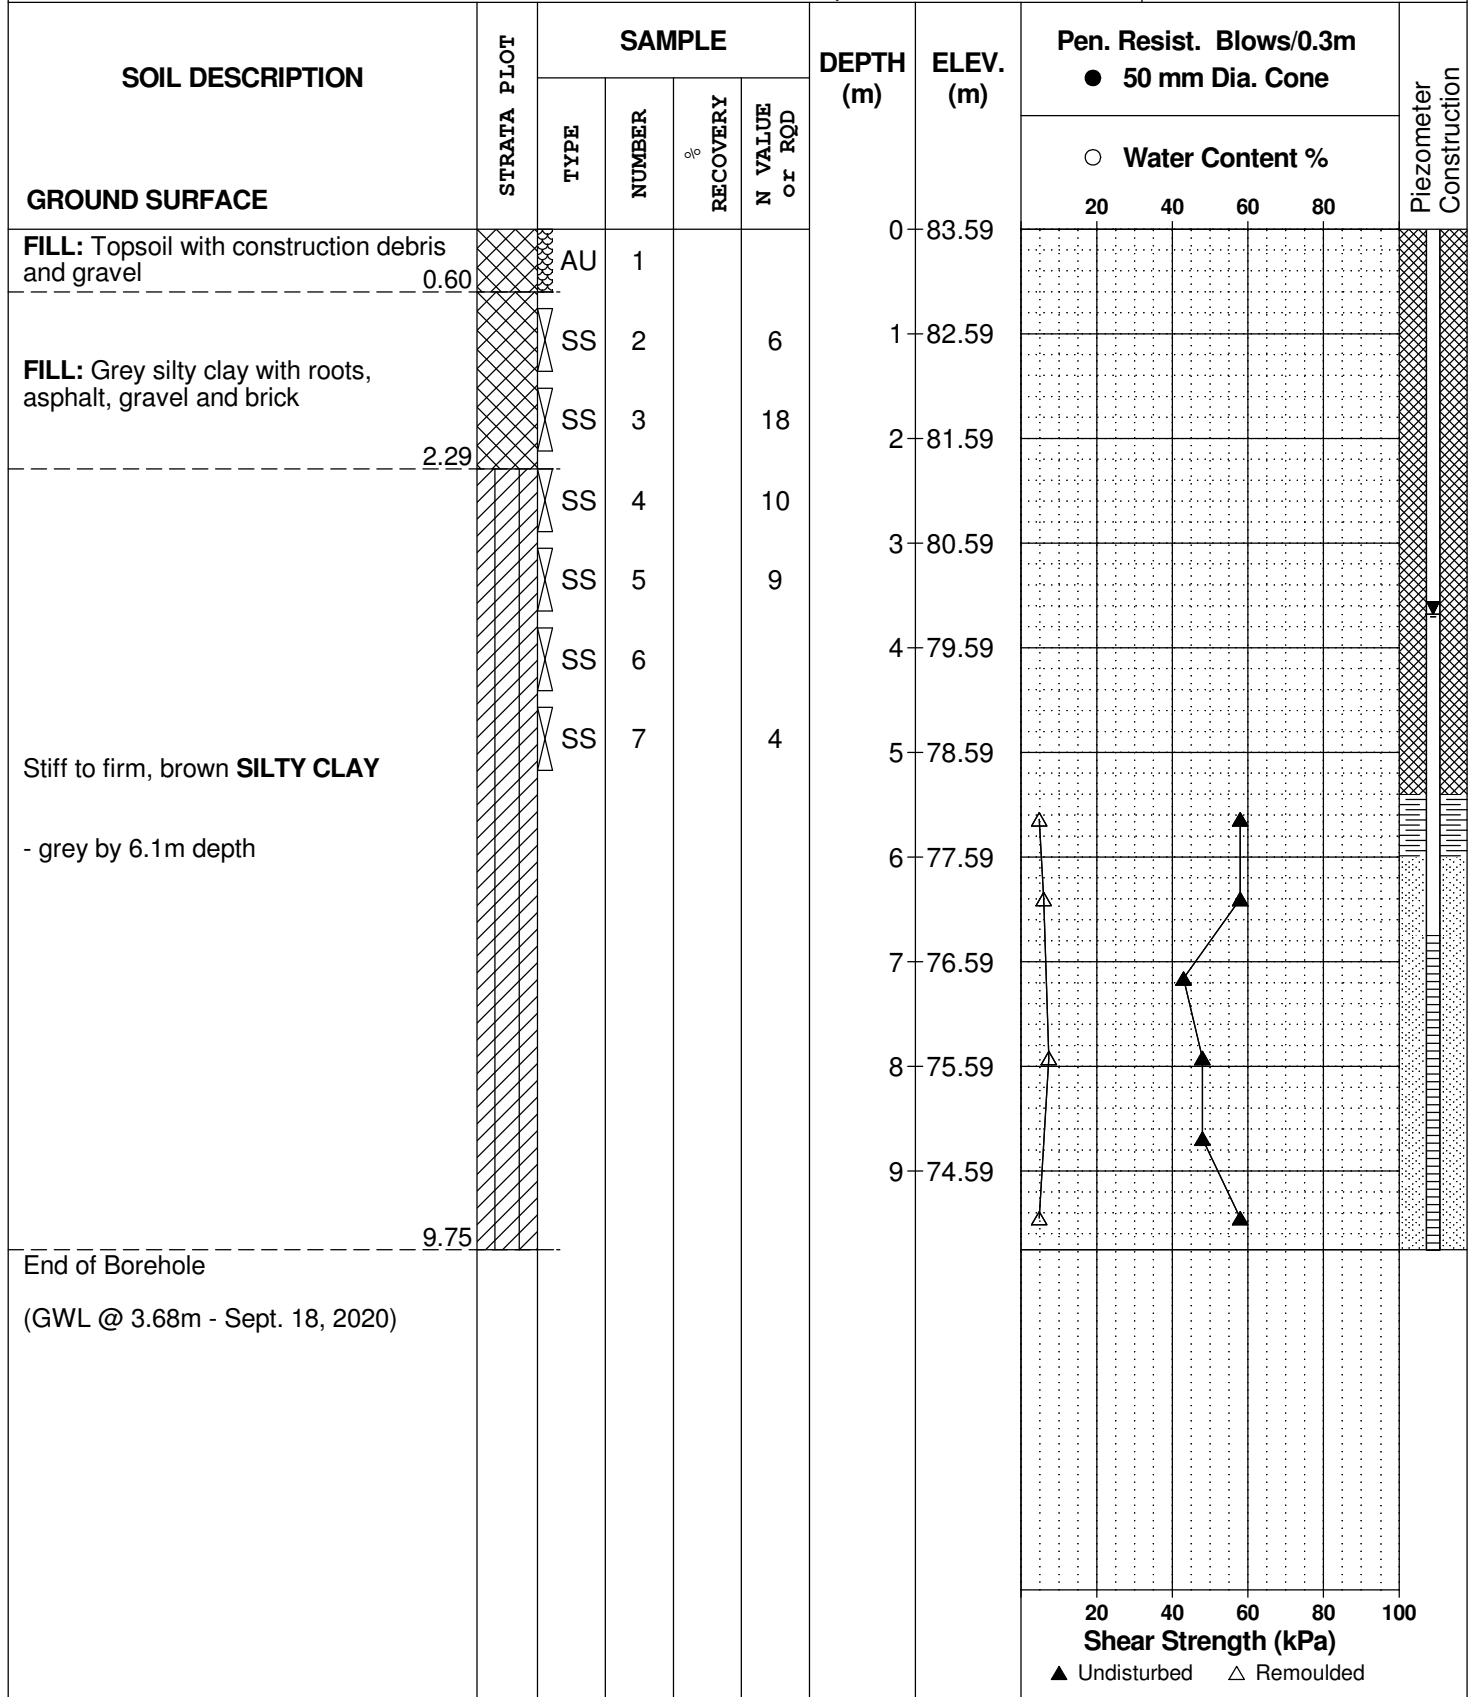 SOIL DESCRIPTION
GROUND SURFACE
STRATA PLOT
SAMPLE
TYPE
NUMBER
% RECOVERY
N VALUE
or RQD
DEPTH
(m)
ELEV.
(m)
Pen. Resist. Blows/0.3m
● 50 mm Dia. Cone
○ Water Content %
20 40 60 80
Piezometer
Construction
0 83.59
FILL: Topsoil with construction debris
and gravel 0.60
AU 1
SS 2 6
1 82.59
FILL: Grey silty clay with roots,
asphalt, gravel and brick
SS 3 18
2 81.59
2.29
SS 4 10
3 80.59
SS 5 9
4 79.59
SS 6
SS 7 4
5 78.59
Stiff to firm, brown SILTY CLAY
- grey by 6.1m depth
6 77.59
7 76.59
8 75.59
9 74.59
9.75
End of Borehole
(GWL @ 3.68m - Sept. 18, 2020)
20 40 60 80 100
Shear Strength (kPa)
▲ Undisturbed △ Remoulded